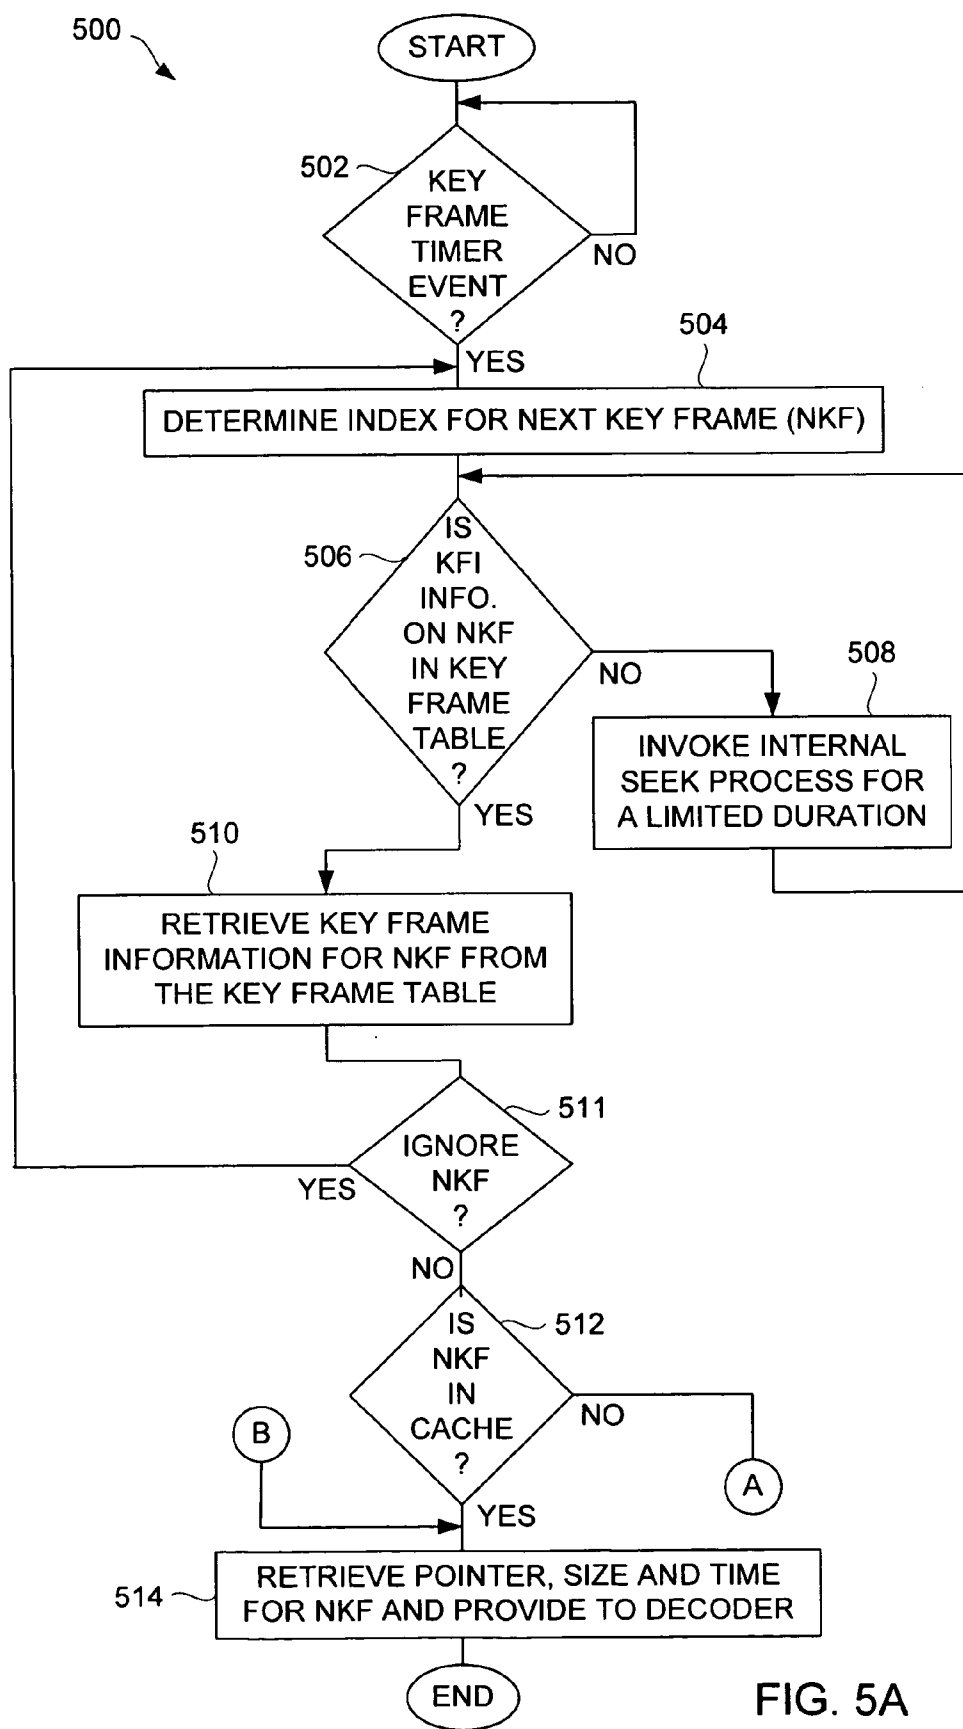 500
START
502
KEY
FRAME
TIMER
EVENT
?
NO
YES
504
DETERMINE INDEX FOR NEXT KEY FRAME (NKF)
506
IS
KFI
INFO.
ON NKF
IN KEY
FRAME
TABLE
?
NO
508
INVOKE INTERNAL
SEEK PROCESS FOR
A LIMITED DURATION
YES
510
RETRIEVE KEY FRAME
INFORMATION FOR NKF FROM
THE KEY FRAME TABLE
511
IGNORE
NKF
?
YES
NO
512
IS
NKF
IN
CACHE
?
NO
B
A
YES
514
RETRIEVE POINTER, SIZE AND TIME
FOR NKF AND PROVIDE TO DECODER
END
FIG. 5A